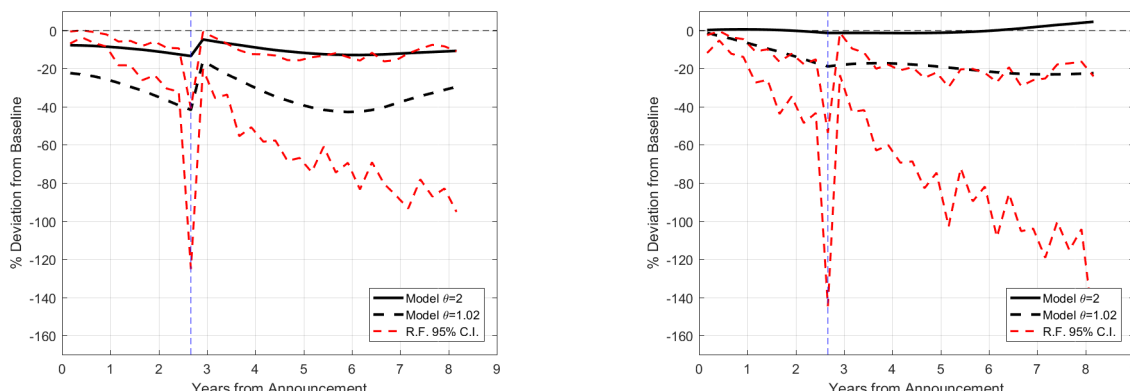 0
-20
-40
-60
-80
-100
-120
-140
-160
% Deviation from Baseline
Model θ=2
Model θ=1.02
R.F. 95% C.I.
0 1 2 3 4 5 6 7 8 9
Years from Announcement
0
-20
-40
-60
-80
-100
-120
-140
-160
% Deviation from Baseline
Model θ=2
Model θ=1.02
R.F. 95% C.I.
0 1 2 3 4 5 6 7 8 9
Years from Announcement